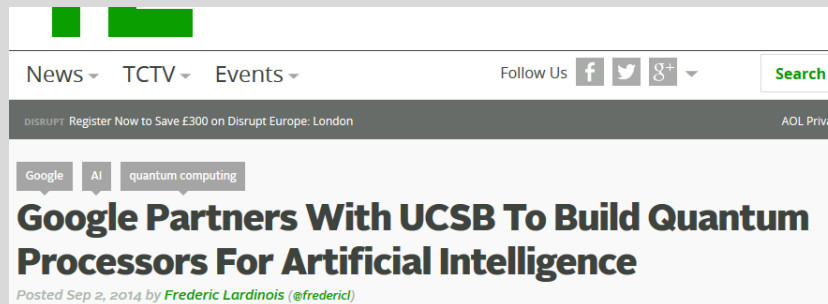 News TCTV Events Follow Us f g+ Search
DISRUPT Register Now to Save £300 on Disrupt Europe: London AOL
Google AI quantum computing
Google Partners With UCSB To Build Quantum
Processors For Artificial Intelligence
Posted Sep 2, 2014 by Frederic Lardinois (@fredericl)